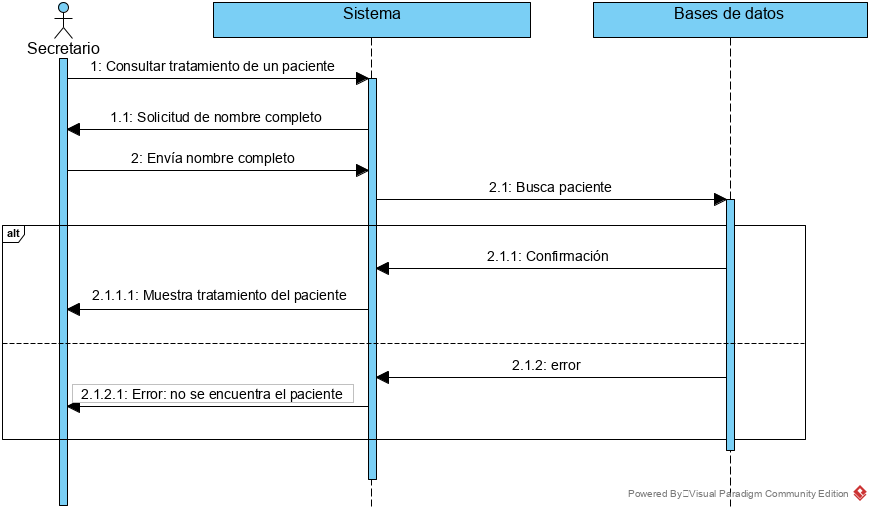 Secretario
Sistema
Bases de datos
1: Consultar tratamiento de un paciente
1.1: Solicitud de nombre completo
2: Envía nombre completo
2.1: Busca paciente
alt
2.1.1: Confirmación
2.1.1.1: Muestra tratamiento del paciente
2.1.2: error
2.1.2.1: Error: no se encuentra el paciente
Powered By Visual Paradigm Community Edition